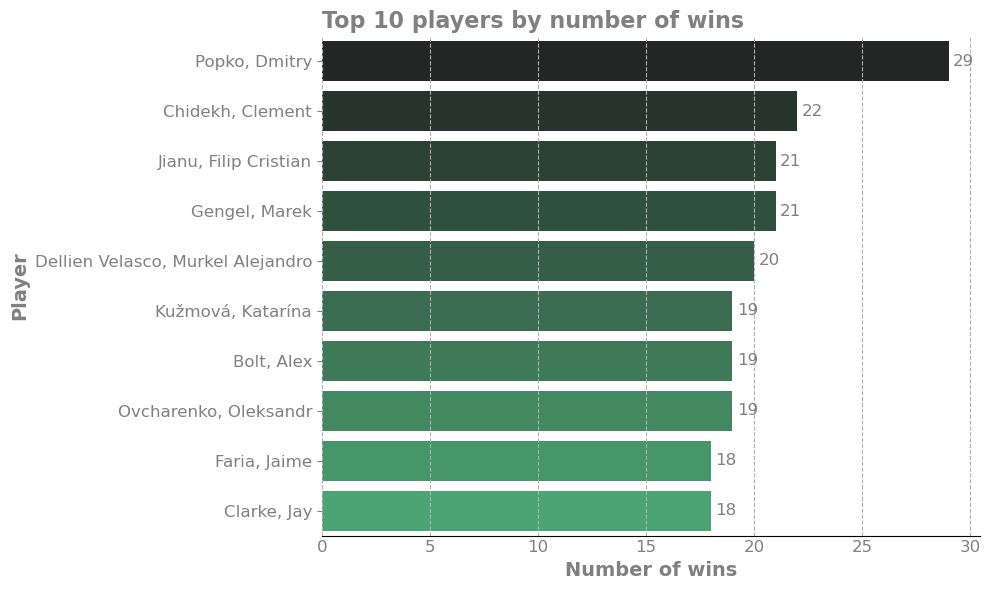 Top 10 players by number of wins
Player
Popko, Dmitry 29
Chidekh, Clement 22
Jianu, Filip Cristian 21
Gengel, Marek 21
Dellien Velasco, Murkel Alejandro 20
Kužmová, Katarína 19
Bolt, Alex 19
Ovcharenko, Oleksandr 19
Faria, Jaime 18
Clarke, Jay 18
0 5 10 15 20 25 30
Number of wins